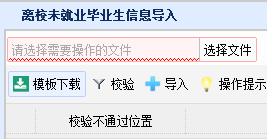 离校未就业毕业生信息导入
请选择需要操作的文件 选择文件
模板下载 校验 导入 操作提示
校验不通过位置